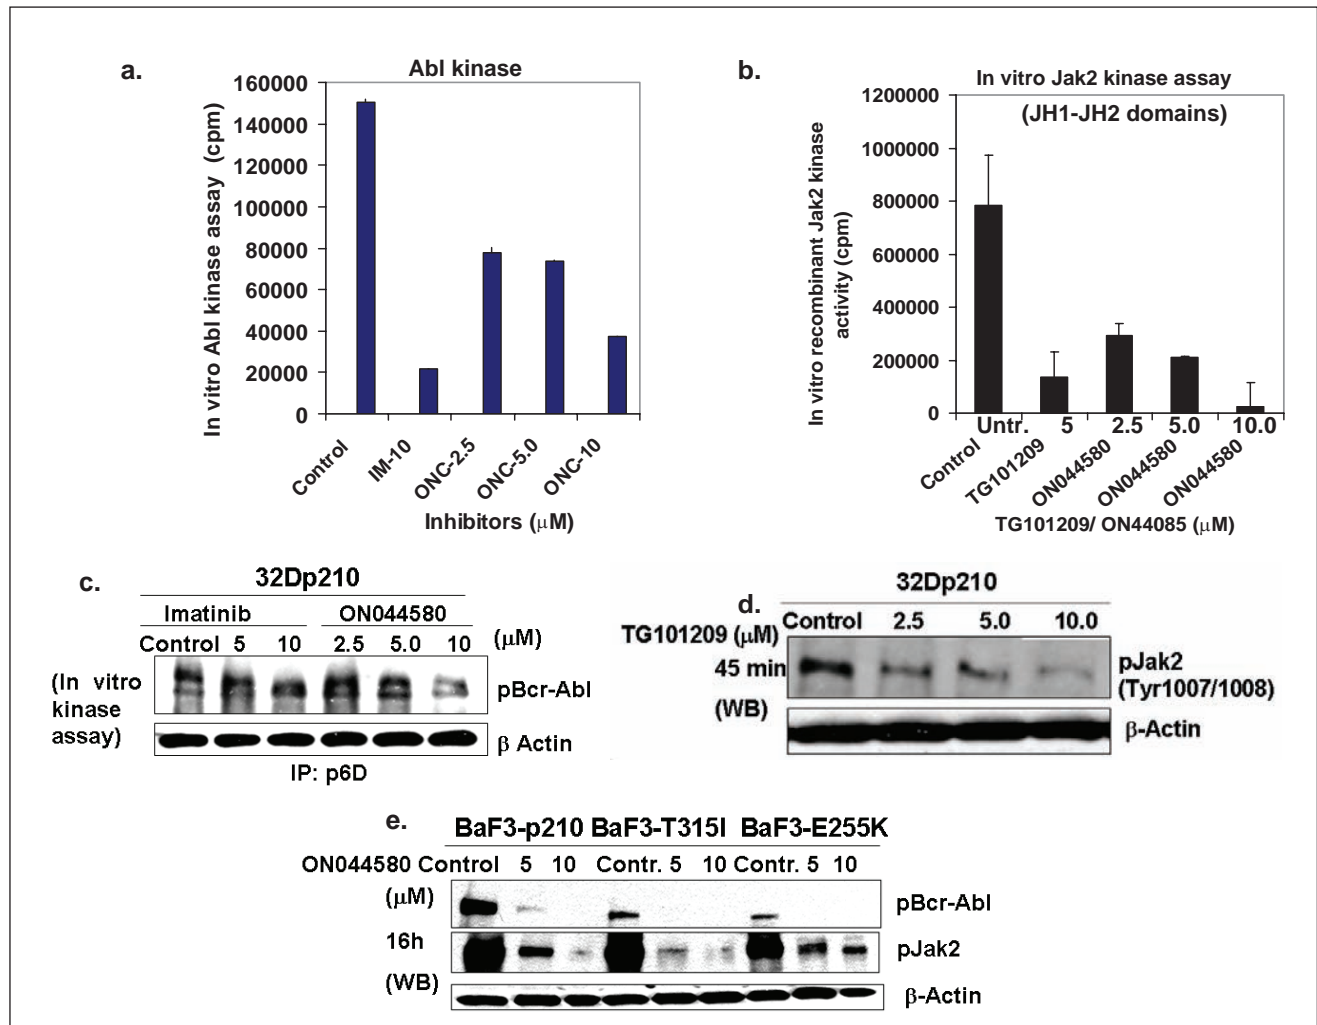 a.
Abl kinase
In vitro Abl kinase assay (cpm)
160000
140000
120000
100000
80000
60000
40000
20000
0
Control
IM-10
ONC-2.5
ONC-5.0
ONC-10
Inhibitors (μM)
b.
In vitro Jak2 kinase assay
(JH1-JH2 domains)
In vitro recombinant Jak2 kinase
activity (cpm)
1200000
1000000
800000
600000
400000
200000
0
Untr. 5 2.5 5.0 10.0
Control
TG101209
ON044580
ON044580
ON044580
TG101209/ ON44085 (μM)
c.
32Dp210
Imatinib ON044580
Control 5 10 2.5 5.0 10 (μM)
(In vitro
kinase
assay)
pBcr-Abl
β Actin
IP: p6D
d.
32Dp210
TG101209 (μM) Control 2.5 5.0 10.0
45 min
(WB)
pJak2
(Tyr1007/1008)
β-Actin
e.
BaF3-p210 BaF3-T315I BaF3-E255K
ON044580 Control 5 10 Contr. 5 10 Contr. 5 10
(μM)
pBcr-Abl
16h
pJak2
(WB)
β-Actin